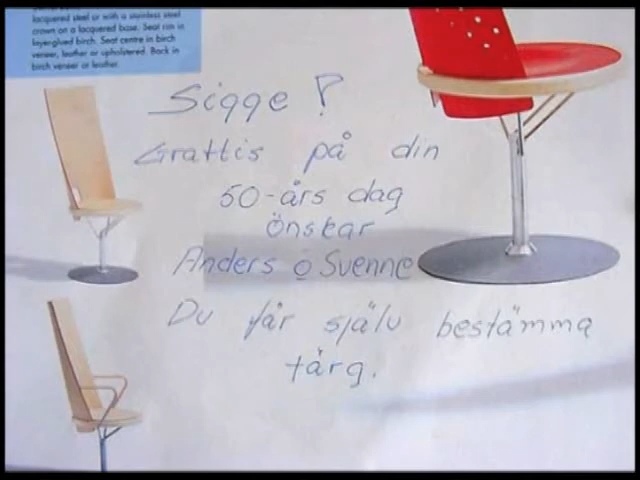 lacquered steel or with a stainless steel
crown on a lacquered base. Seat rim in
layer-glued birch. Seat centre in birch
veneer, leather or upholstered. Back in
birch veneer or leather.
Sigge!
Grattis på din
50-års dag
önskar
Anders o Svenne
Du får själv bestämma
färg.